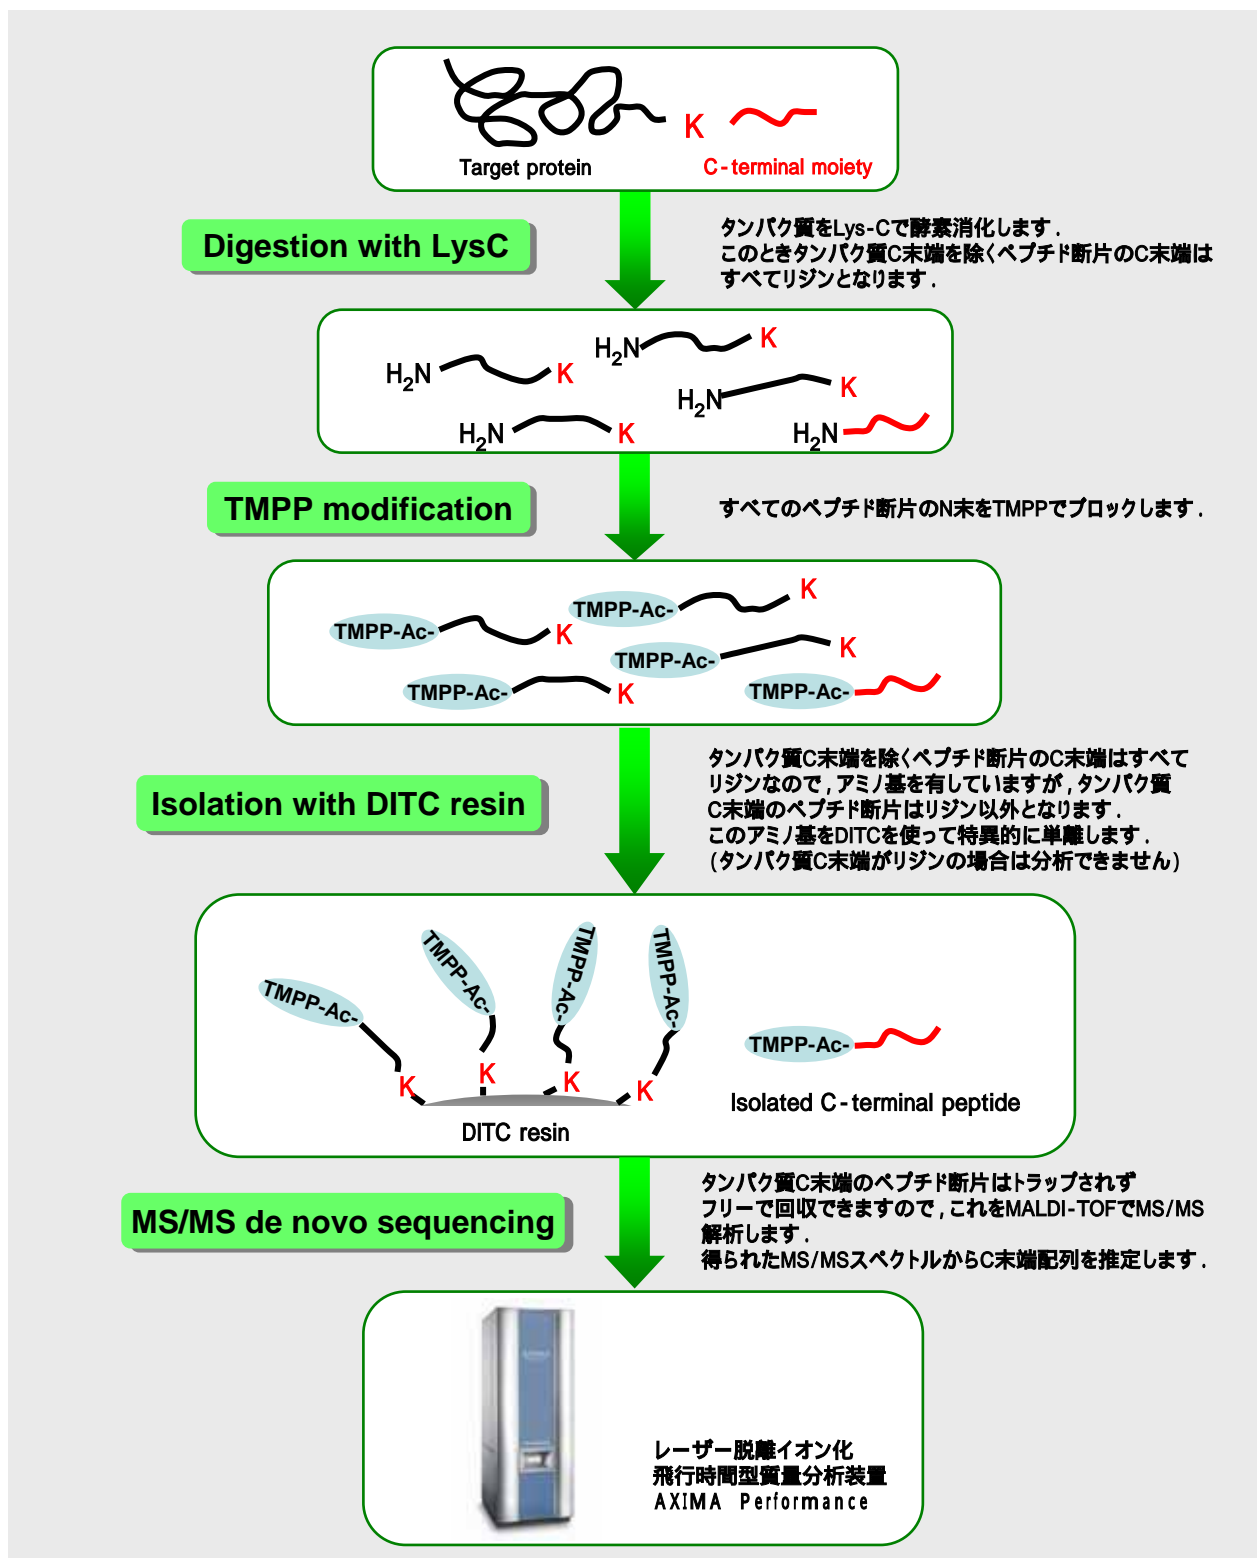 K
Target protein
C-terminal moiety
Digestion with LysC
タンパク質をLys-Cで酵素消化します.
このときタンパク質C末端を除くペプチド断片のC末端は
すべてリジンとなります.
H2N K
H2N K
H2N K
H2N K
H2N
TMPP modification
すべてのペプチド断片のN末をTMPPでブロックします.
TMPP-Ac- K
TMPP-Ac- K
TMPP-Ac- K
TMPP-Ac- K
TMPP-Ac-
Isolation with DITC resin
タンパク質C末端を除くペプチド断片のC末端はすべて
リジンなので,アミノ基を有していますが,タンパク質
C末端のペプチド断片はリジン以外となります.
このアミノ基をDITCを使って特異的に単離します.
(タンパク質C末端がリジンの場合は分析できません)
TMPP-Ac-
TMPP-Ac-
TMPP-Ac-
TMPP-Ac-
TMPP-Ac-
K
K
K
K
Isolated C-terminal peptide
DITC resin
MS/MS de novo sequencing
タンパク質C末端のペプチド断片はトラップされず
フリーで回収できますので,これをMALDI-TOFでMS/MS
解析します.
得られたMS/MSスペクトルからC末端配列を推定します.
レーザー脱離イオン化
飛行時間型質量分析装置
AXIMA Performance